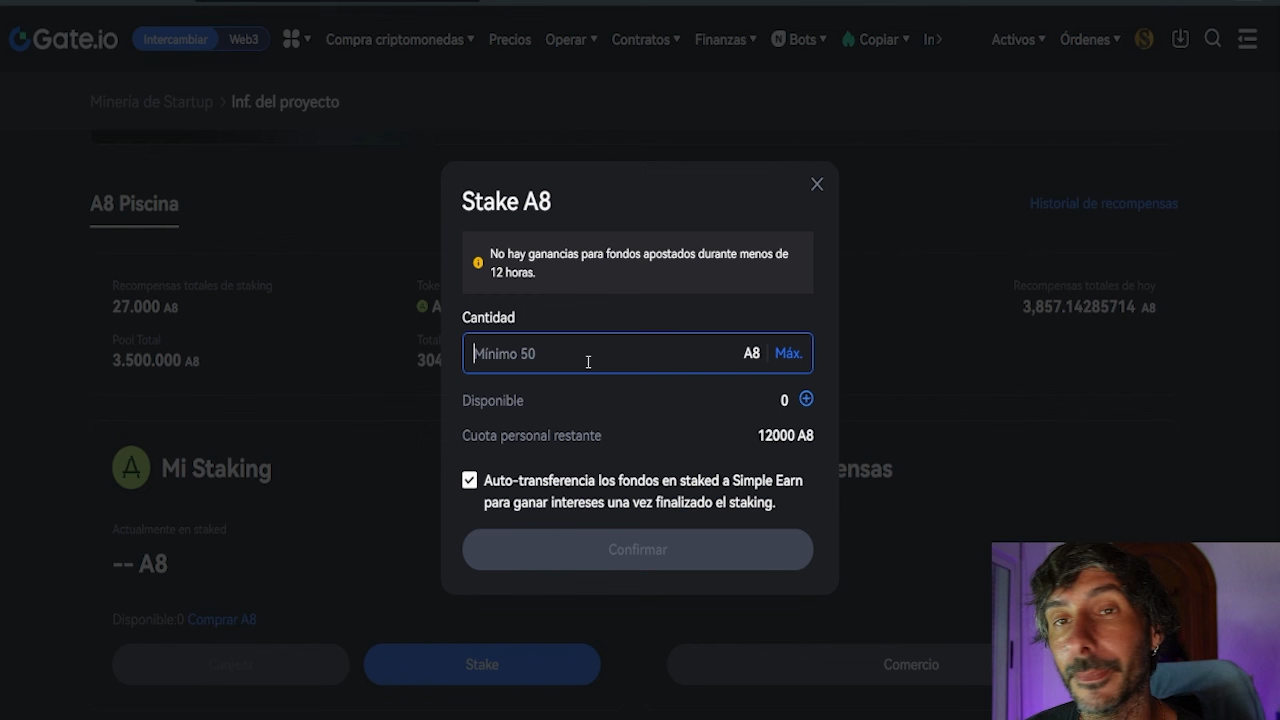 Gate.io Intercambiar Web3 Compra criptomonedas Precios Operar Contratos Finanzas Bots Copiar Activos Órdenes
Minería de Startup > Inf. del proyecto
Stake A8
A8 Piscina
Historial de recompensas
No hay ganancias para fondos apostados durante menos de
12 horas.
Recompensas totales de staking
Recompensas totales de hoy
27.000 A8
3,857.14285714 A8
Cantidad
Pool Total
3.500.000 A8
304
Mínimo 50 A8 Máx.
Disponible 0
Cuota personal restante 12000 A8
Mi Staking
Auto-transferencia los fondos en staked a Simple Earn
para ganar intereses una vez finalizado el staking.
Actualmente en staked
-- A8
Confirmar
Disponible:0 Comprar A8
Stake
Comercio